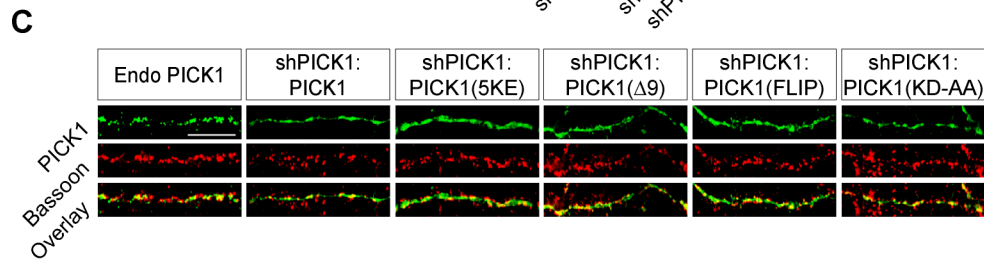 C
Endo PICK1
shPICK1:
PICK1
shPICK1:
PICK1(5KE)
shPICK1:
PICK1(Δ9)
shPICK1:
PICK1(FLIP)
shPICK1:
PICK1(KD-AA)
PICK1
Bassoon
Overlay